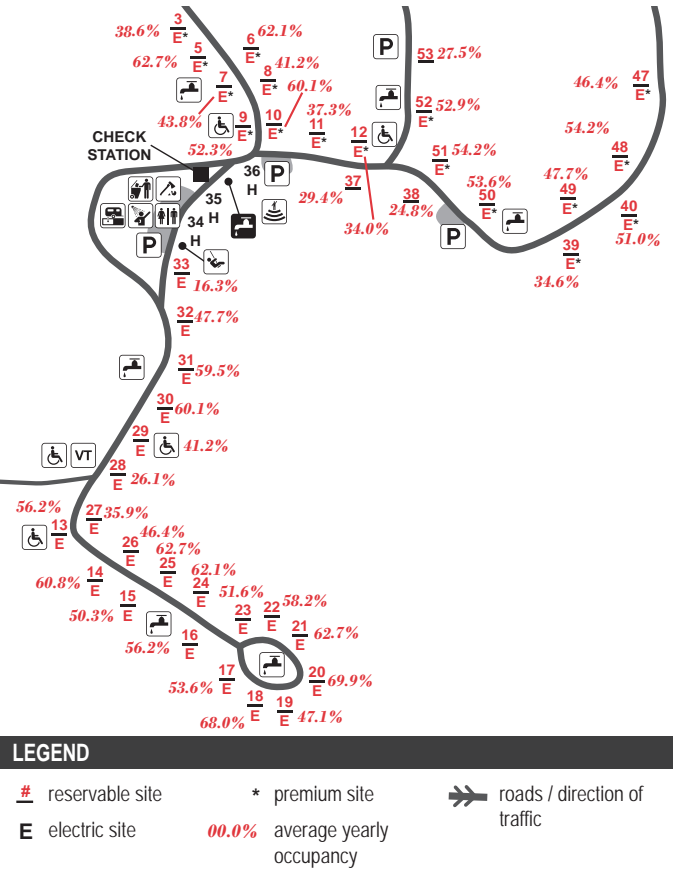 38.6% 3 E*
62.7% 5 E*
6 E* 62.1%
7 E* 43.8%
8 E* 41.2%
60.1%
9 E* 52.3%
10 E*
37.3%
11 E*
12 E* 34.0%
P
53 27.5%
52 E* 52.9%
51 E* 54.2%
46.4% 47 E*
54.2% 48 E*
47.7% 49 E*
53.6% 50 E*
40 E* 51.0%
39 E* 34.6%
29.4% 37
38 24.8%
P
CHECK
STATION
36 H
P
35 H
34 H
P
33 E 16.3%
32 E 47.7%
31 E 59.5%
30 E 60.1%
29 E 41.2%
VT
28 E 26.1%
56.2% 13 E
27 35.9%
46.4% 26 E
62.7% 25 E
62.1% 24 E
60.8% 14 E
50.3% 15 E
51.6% 23 E
22 E 58.2%
21 E 62.7%
56.2% 16 E
53.6% 17 E
20 E 69.9%
68.0% 18 E
19 E 47.1%
LEGEND
# reservable site
E electric site
* premium site
00.0% average yearly
occupancy
roads / direction of
traffic